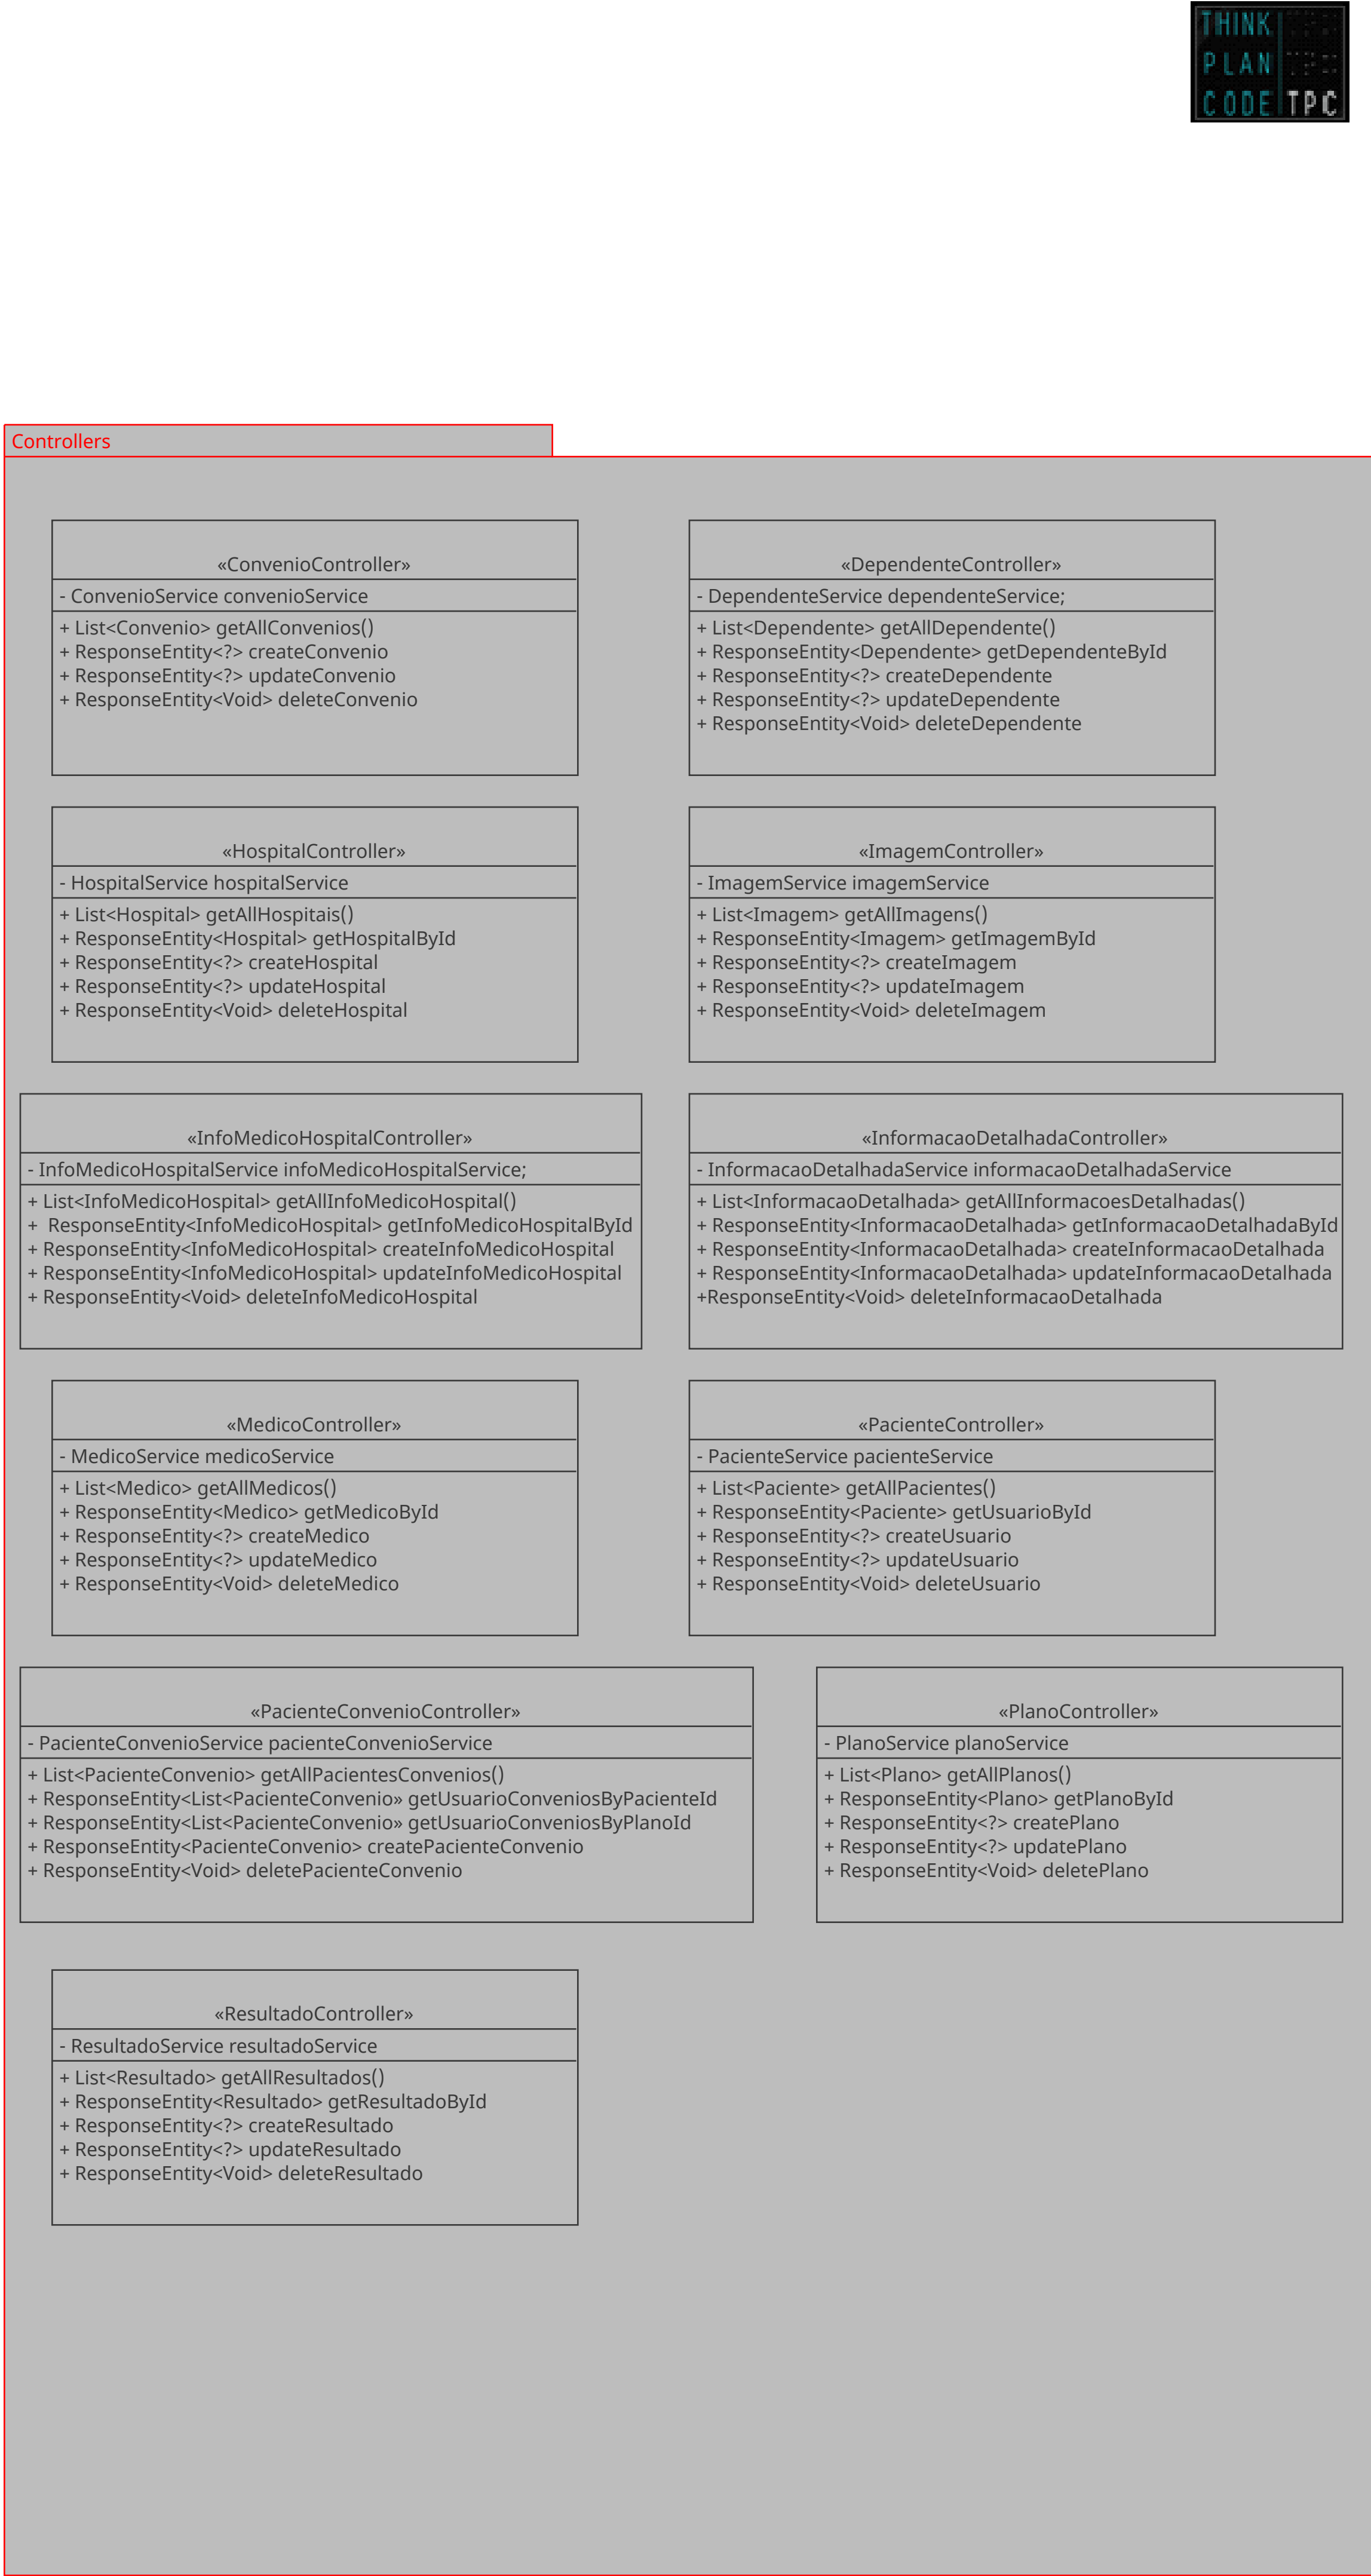 THINK
PLAN
CODE TPC
Controllers
«ConvenioController»
- ConvenioService convenioService
+ List<Convenio> getAllConvenios()
+ ResponseEntity<?> createConvenio
+ ResponseEntity<?> updateConvenio
+ ResponseEntity<Void> deleteConvenio
«DependenteController»
- DependenteService dependenteService;
+ List<Dependente> getAllDependente()
+ ResponseEntity<Dependente> getDependenteById
+ ResponseEntity<?> createDependente
+ ResponseEntity<?> updateDependente
+ ResponseEntity<Void> deleteDependente
«HospitalController»
- HospitalService hospitalService
+ List<Hospital> getAllHospitais()
+ ResponseEntity<Hospital> getHospitalById
+ ResponseEntity<?> createHospital
+ ResponseEntity<?> updateHospital
+ ResponseEntity<Void> deleteHospital
«ImagemController»
- ImagemService imagemService
+ List<Imagem> getAllImagens()
+ ResponseEntity<Imagem> getImagemById
+ ResponseEntity<?> createImagem
+ ResponseEntity<?> updateImagem
+ ResponseEntity<Void> deleteImagem
«InfoMedicoHospitalController»
- InfoMedicoHospitalService infoMedicoHospitalService;
+ List<InfoMedicoHospital> getAllInfoMedicoHospital()
+  ResponseEntity<InfoMedicoHospital> getInfoMedicoHospitalById
+ ResponseEntity<InfoMedicoHospital> createInfoMedicoHospital
+ ResponseEntity<InfoMedicoHospital> updateInfoMedicoHospital
+ ResponseEntity<Void> deleteInfoMedicoHospital
«InformacaoDetalhadaController»
- InformacaoDetalhadaService informacaoDetalhadaService
+ List<InformacaoDetalhada> getAllInformacoesDetalhadas()
+ ResponseEntity<InformacaoDetalhada> getInformacaoDetalhadaById
+ ResponseEntity<InformacaoDetalhada> createInformacaoDetalhada
+ ResponseEntity<InformacaoDetalhada> updateInformacaoDetalhada
+ResponseEntity<Void> deleteInformacaoDetalhada
«MedicoController»
- MedicoService medicoService
+ List<Medico> getAllMedicos()
+ ResponseEntity<Medico> getMedicoById
+ ResponseEntity<?> createMedico
+ ResponseEntity<?> updateMedico
+ ResponseEntity<Void> deleteMedico
«PacienteController»
- PacienteService pacienteService
+ List<Paciente> getAllPacientes()
+ ResponseEntity<Paciente> getUsuarioById
+ ResponseEntity<?> createUsuario
+ ResponseEntity<?> updateUsuario
+ ResponseEntity<Void> deleteUsuario
«PacienteConvenioController»
- PacienteConvenioService pacienteConvenioService
+ List<PacienteConvenio> getAllPacientesConvenios()
+ ResponseEntity<List<PacienteConvenio» getUsuarioConveniosByPacienteId
+ ResponseEntity<List<PacienteConvenio» getUsuarioConveniosByPlanoId
+ ResponseEntity<PacienteConvenio> createPacienteConvenio
+ ResponseEntity<Void> deletePacienteConvenio
«PlanoController»
- PlanoService planoService
+ List<Plano> getAllPlanos()
+ ResponseEntity<Plano> getPlanoById
+ ResponseEntity<?> createPlano
+ ResponseEntity<?> updatePlano
+ ResponseEntity<Void> deletePlano
«ResultadoController»
- ResultadoService resultadoService
+ List<Resultado> getAllResultados()
+ ResponseEntity<Resultado> getResultadoById
+ ResponseEntity<?> createResultado
+ ResponseEntity<?> updateResultado
+ ResponseEntity<Void> deleteResultado